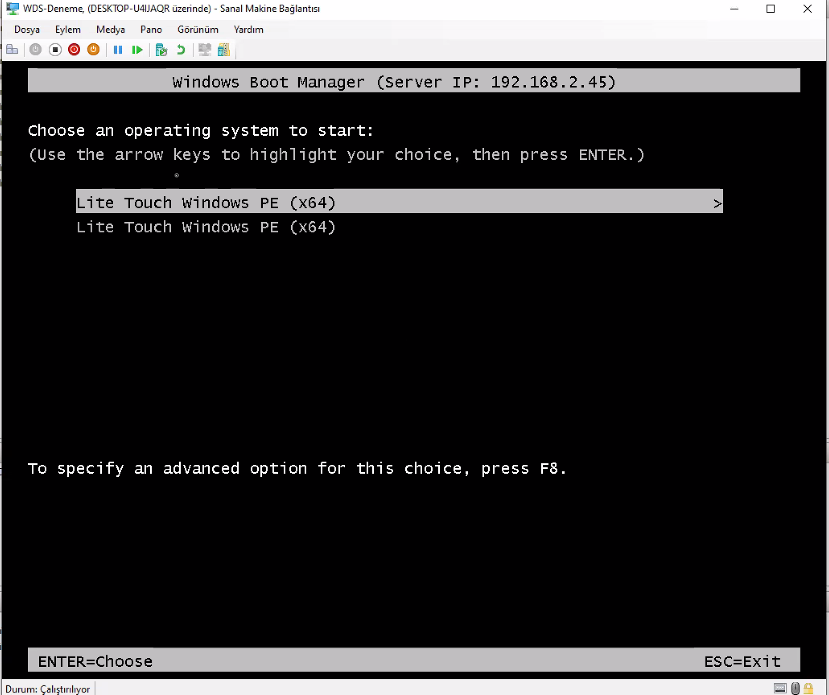 WDS-Deneme, (DESKTOP-U4IJAQR üzerinde) - Sanal Makine Bağlantısı
Dosya Eylem Medya Pano Görünüm Yardım
Windows Boot Manager (Server IP: 192.168.2.45)
Choose an operating system to start:
(Use the arrow keys to highlight your choice, then press ENTER.)
Lite Touch Windows PE (x64) >
Lite Touch Windows PE (x64)
To specify an advanced option for this choice, press F8.
ENTER=Choose ESC=Exit
Durum: Çalıştırılıyor